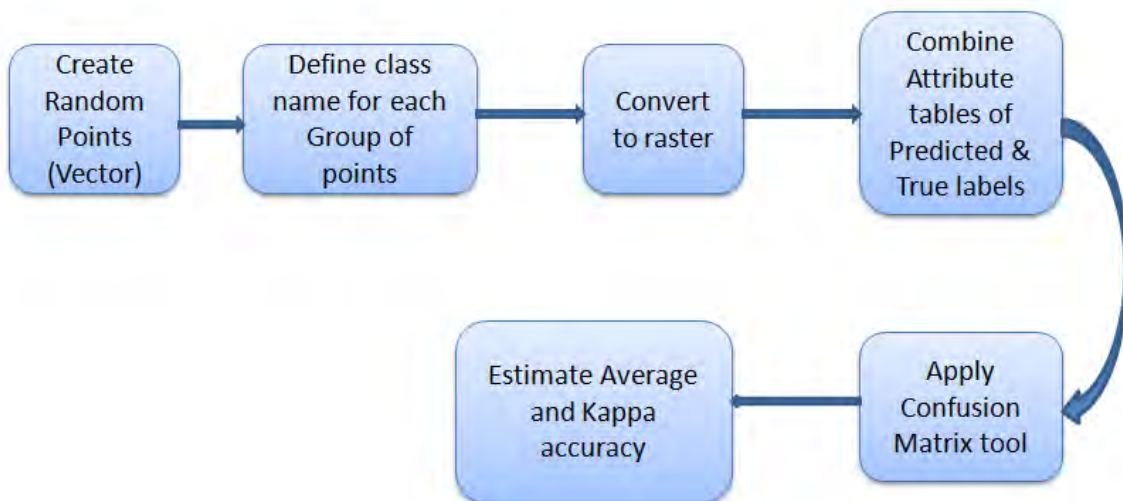 Create
Random
Points
(Vector)
Define class
name for each
Group of
points
Convert
to raster
Combine
Attribute
tables of
Predicted &
True labels
Apply
Confusion
Matrix tool
Estimate Average
and Kappa
accuracy